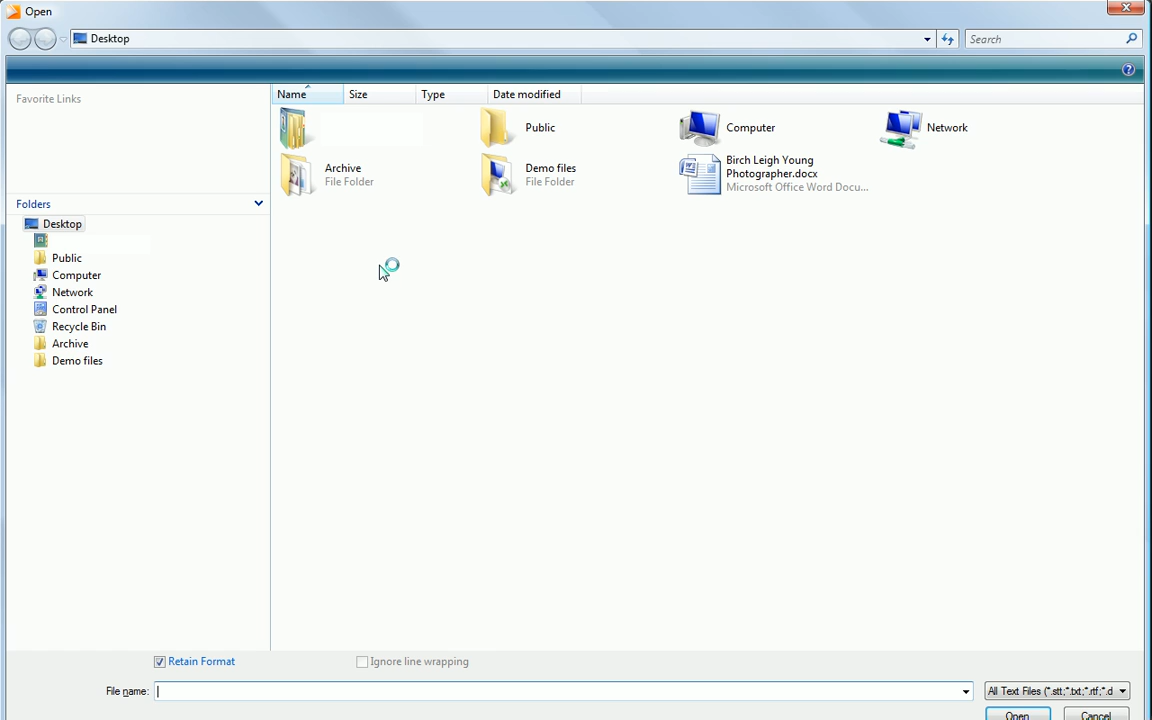 Open
Desktop
Search
Favorite Links
Name Size Type Date modified
Public
Computer
Network
Archive
File Folder
Demo files
File Folder
Birch Leigh Young
Photographer.docx
Microsoft Office Word Docu...
Folders
Desktop
Public
Computer
Network
Control Panel
Recycle Bin
Archive
Demo files
Retain Format
Ignore line wrapping
File name:
All Text Files (*.stt;*.txt;*.rtf;*.d
Open
Cancel